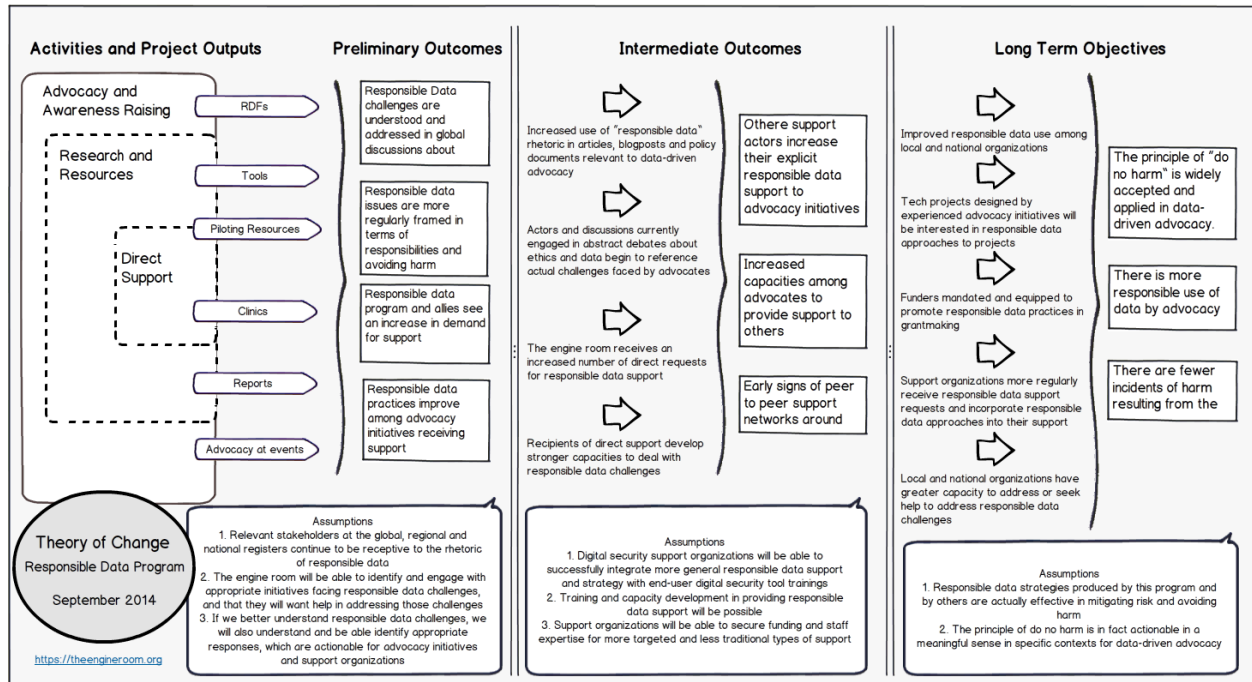 Activities and Project Outputs
Advocacy and
Awareness Raising
Research and
Resources
Direct
Support
RDFs
Tools
Piloting Resources
Clinics
Reports
Advocacy at events
Preliminary Outcomes
Responsible Data
challenges are
understood and
addressed in global
discussions about
Responsible data
issues are more
regularly framed in
terms of
responsibilities and
avoiding harm
Responsible data
program and allies see
an increase in demand
for support
Responsible data
practices improve
among advocacy
initiatives receiving
support
Intermediate Outcomes
Increased use of "responsible data"
rhetoric in articles, blogposts and policy
documents relevant to data-driven
advocacy
Actors and discussions currently
engaged in abstract debates about
ethics and data begin to reference
actual challenges faced by advocates
The engine room receives an
increased number of direct requests
for responsible data support
Recipients of direct support develop
stronger capacities to deal with
responsible data challenges
Othere support
actors increase
their explicit
responsible data
support to
advocacy initiatives
Increased
capacities among
advocates to
provide support to
others
Early signs of peer
to peer support
networks around
Long Term Objectives
Improved responsible data use among
local and national organizations
Tech projects designed by
experienced advocacy initiatives will
be interested in responsible data
approaches to projects
Funders mandated and equipped to
promote responsible data practices in
grantmaking
Support organizations more regularly
receive responsible data support
requests and incorporate responsible
data approaches into their support
Local and national organizations have
greater capacity to address or seek
help to address responsible data
challenges
The principle of "do
no harm" is widely
accepted and
applied in data-
driven advocacy.
There is more
responsible use of
data by advocacy
There are fewer
incidents of harm
resulting from the
Theory of Change
Responsible Data Program
September 2014
https://theengineroom.org
Assumptions
1. Relevant stakeholders at the global, regional and
national registers continue to be receptive to the rhetoric
of responsible data
2. The engine room will be able to identify and engage with
appropriate initiatives facing responsible data challenges,
and that they will want help in addressing those challenges
3. If we better understand responsible data challenges, we
will also understand and be able identify appropriate
responses, which are actionable for advocacy initiatives
and support organizations
Assumptions
1. Digital security support organizations will be able to
successfully integrate more general responsible data support
and strategy with end-user digital security tool trainings
2. Training and capacity development in providing responsible
data support will be possible
3. Support organizations will be able to secure funding and staff
expertise for more targeted and less traditional types of support
Assumptions
1. Responsible data strategies produced by this program and
by others are actually effective in mitigating risk and avoiding
harm
2. The principle of do no harm is in fact actionable in a
meaningful sense in specific contexts for data-driven advocacy